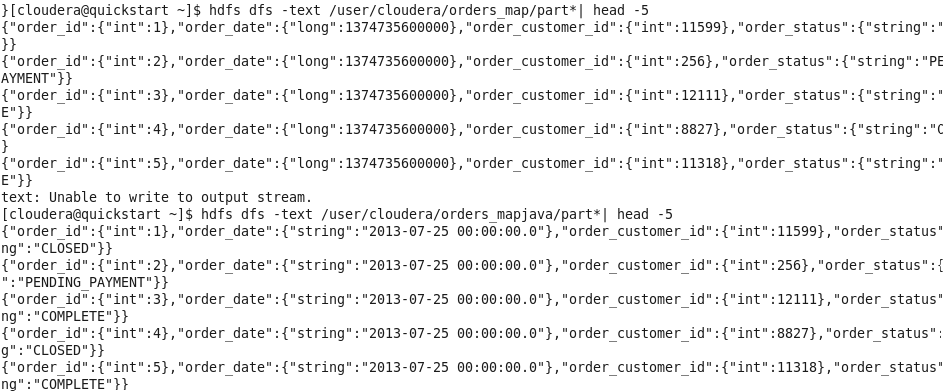 }[cloudera@quickstart ~]$ hdfs dfs -text /user/cloudera/orders_map/part*| head -5
{"order_id":{"int":1},"order_date":{"long":1374735600000},"order_customer_id":{"int":11599},"order_status":{"string":"
}}
{"order_id":{"int":2},"order_date":{"long":1374735600000},"order_customer_id":{"int":256},"order_status":{"string":"PE
AYMENT"}}
{"order_id":{"int":3},"order_date":{"long":1374735600000},"order_customer_id":{"int":12111},"order_status":{"string":"
E"}}
{"order_id":{"int":4},"order_date":{"long":1374735600000},"order_customer_id":{"int":8827},"order_status":{"string":"C
}
{"order_id":{"int":5},"order_date":{"long":1374735600000},"order_customer_id":{"int":11318},"order_status":{"string":"
E"}}
text: Unable to write to output stream.
[cloudera@quickstart ~]$ hdfs dfs -text /user/cloudera/orders_mapjava/part*| head -5
{"order_id":{"int":1},"order_date":{"string":"2013-07-25 00:00:00.0"},"order_customer_id":{"int":11599},"order_status"
ng":"CLOSED"}}
{"order_id":{"int":2},"order_date":{"string":"2013-07-25 00:00:00.0"},"order_customer_id":{"int":256},"order_status":{
":"PENDING_PAYMENT"}}
{"order_id":{"int":3},"order_date":{"string":"2013-07-25 00:00:00.0"},"order_customer_id":{"int":12111},"order_status"
ng":"COMPLETE"}}
{"order_id":{"int":4},"order_date":{"string":"2013-07-25 00:00:00.0"},"order_customer_id":{"int":8827},"order_status":
g":"CLOSED"}}
{"order_id":{"int":5},"order_date":{"string":"2013-07-25 00:00:00.0"},"order_customer_id":{"int":11318},"order_status"
ng":"COMPLETE"}}